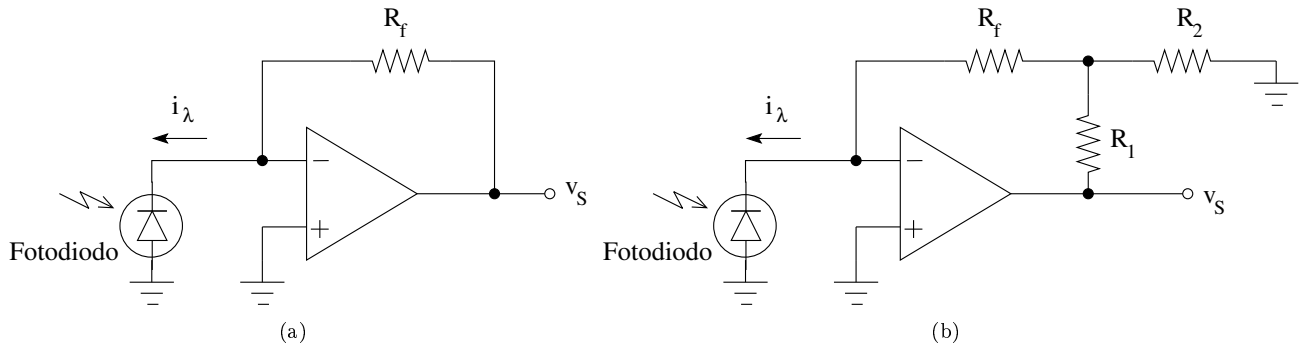 R_f
i_λ
−
+
v_S
Fotodiodo
(a)
R_f
R_2
i_λ
R_1
−
+
v_S
Fotodiodo
(b)